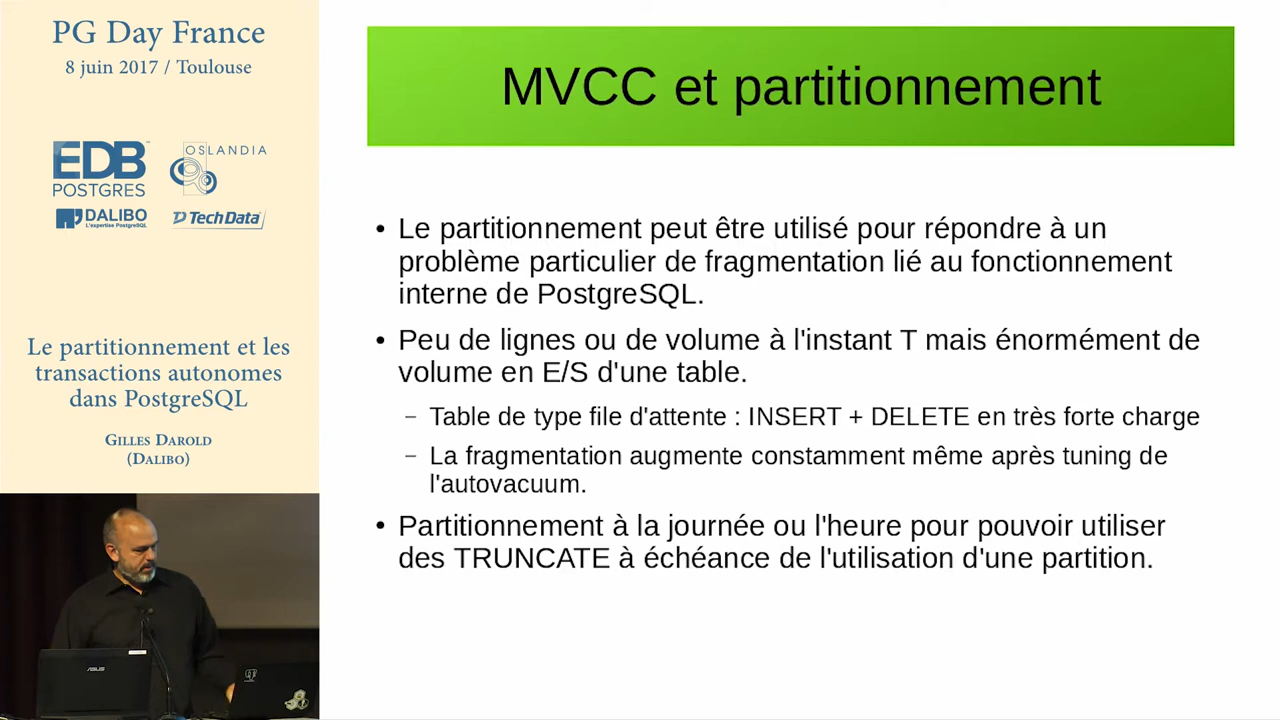 PG Day France
8 juin 2017 / Toulouse
EDB
POSTGRES
OSLANDIA
DALIBO
L'expertise PostgreSQL
TechData
Le partitionnement et les
transactions autonomes
dans PostgreSQL
Gilles Darold
(Dalibo)
ASUS
MVCC et partitionnement
• Le partitionnement peut être utilisé pour répondre à un
problème particulier de fragmentation lié au fonctionnement
interne de PostgreSQL.
• Peu de lignes ou de volume à l'instant T mais énormément de
volume en E/S d'une table.
– Table de type file d'attente : INSERT + DELETE en très forte charge
– La fragmentation augmente constamment même après tuning de
l'autovacuum.
• Partitionnement à la journée ou l'heure pour pouvoir utiliser
des TRUNCATE à échéance de l'utilisation d'une partition.